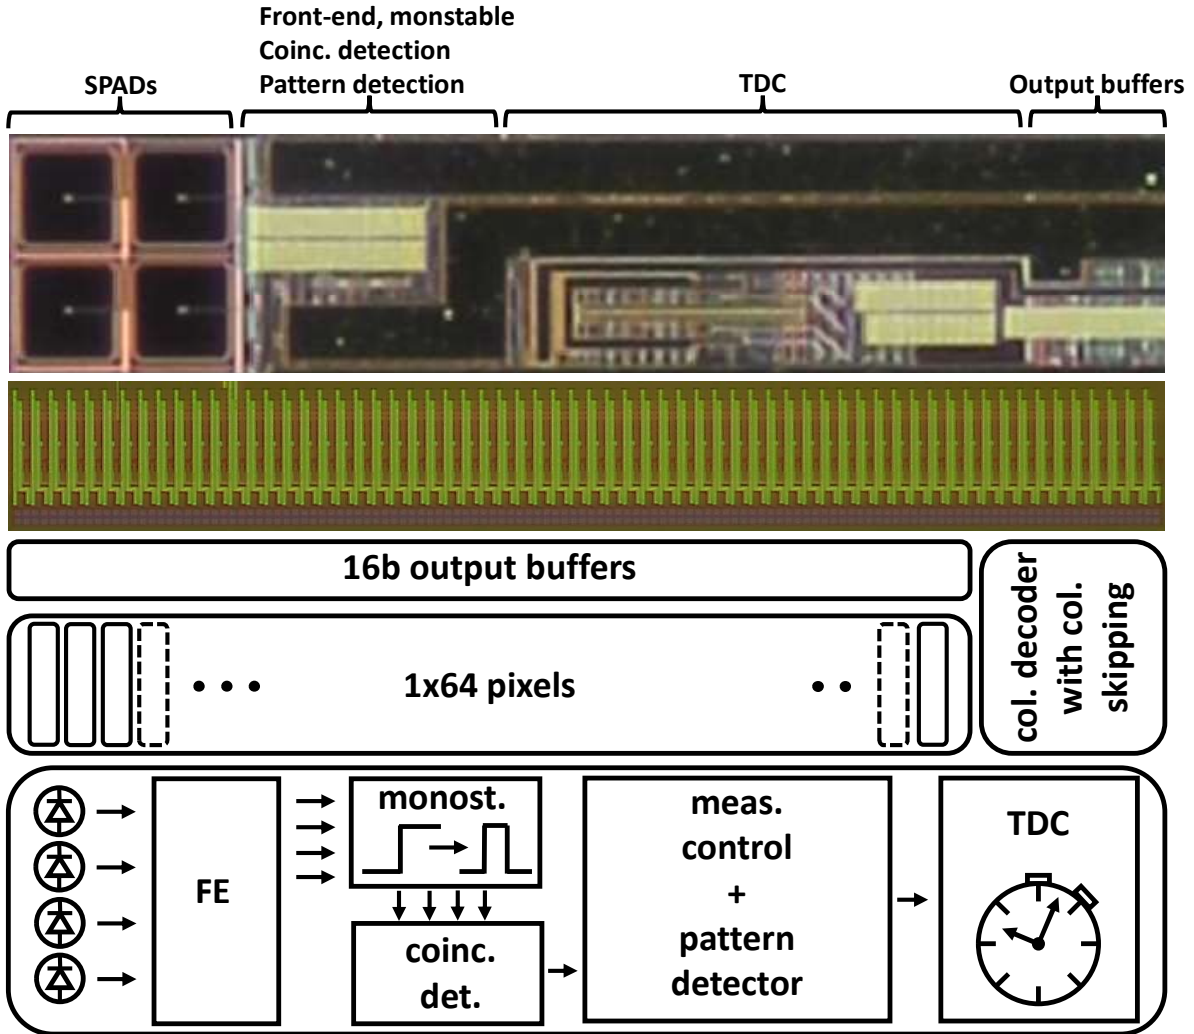 Front-end, monstable
Coinc. detection
SPADs
Pattern detection
TDC
Output buffers
16b output buffers
col. decoder
with col.
skipping
1x64 pixels
FE
monost.
coinc.
det.
meas.
control
+
pattern
detector
TDC